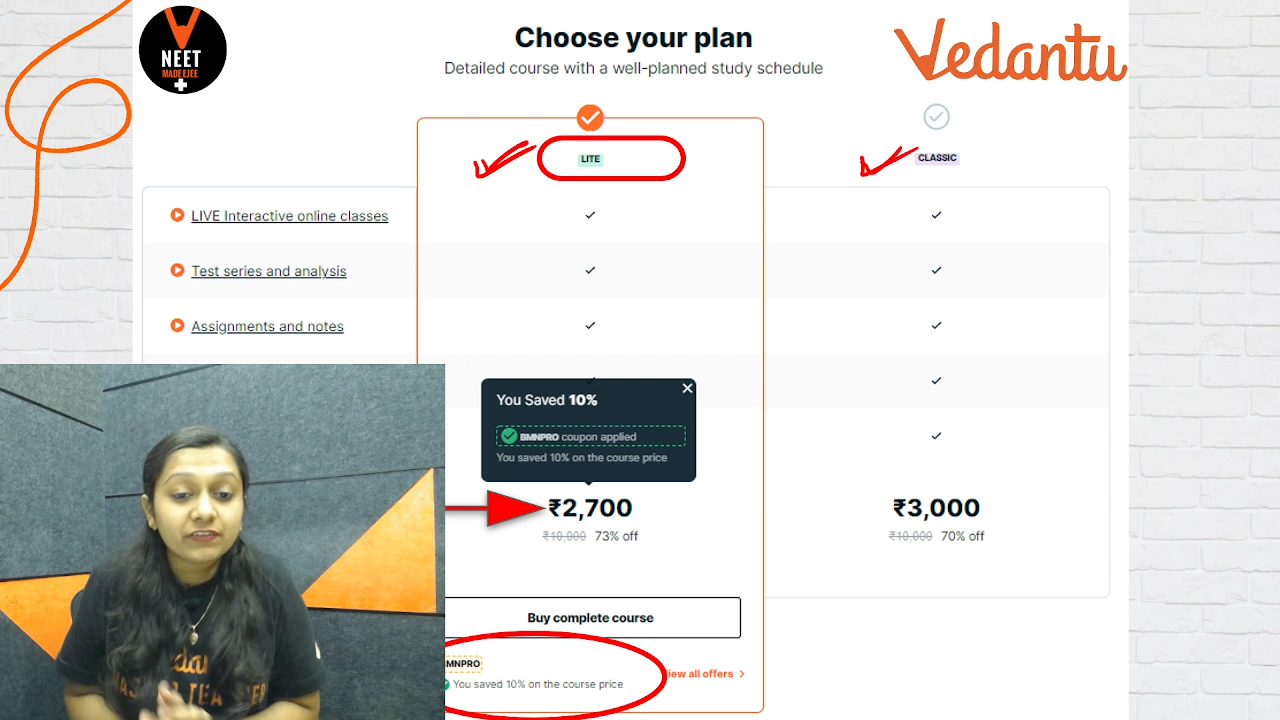 NEET
MADE EJEE
Vedantu
Choose your plan
Detailed course with a well-planned study schedule
LITE
CLASSIC
LIVE Interactive online classes
Test series and analysis
Assignments and notes
You Saved 10%
BMNPRO coupon applied
You saved 10% on the course price
₹2,700
₹10,000 73% off
₹3,000
₹10,000 70% off
Buy complete course
MNPRO
You saved 10% on the course price
iew all offers